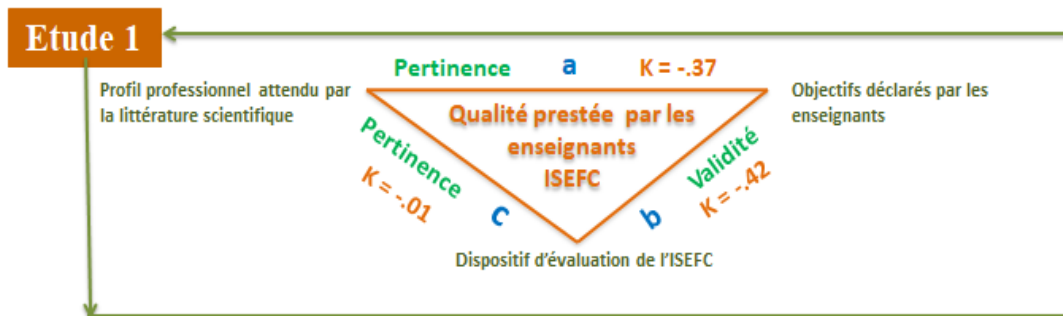 Etude 1
Pertinence a K = -.37
Profil professionnel attendu par
la littérature scientifique
Objectifs déclarés par les
enseignants
Qualité prestée par les
enseignants
ISEFC
Pertinence
K = -.01
c
Validité
K = -.42
b
Dispositif d'évaluation de l'ISEFC